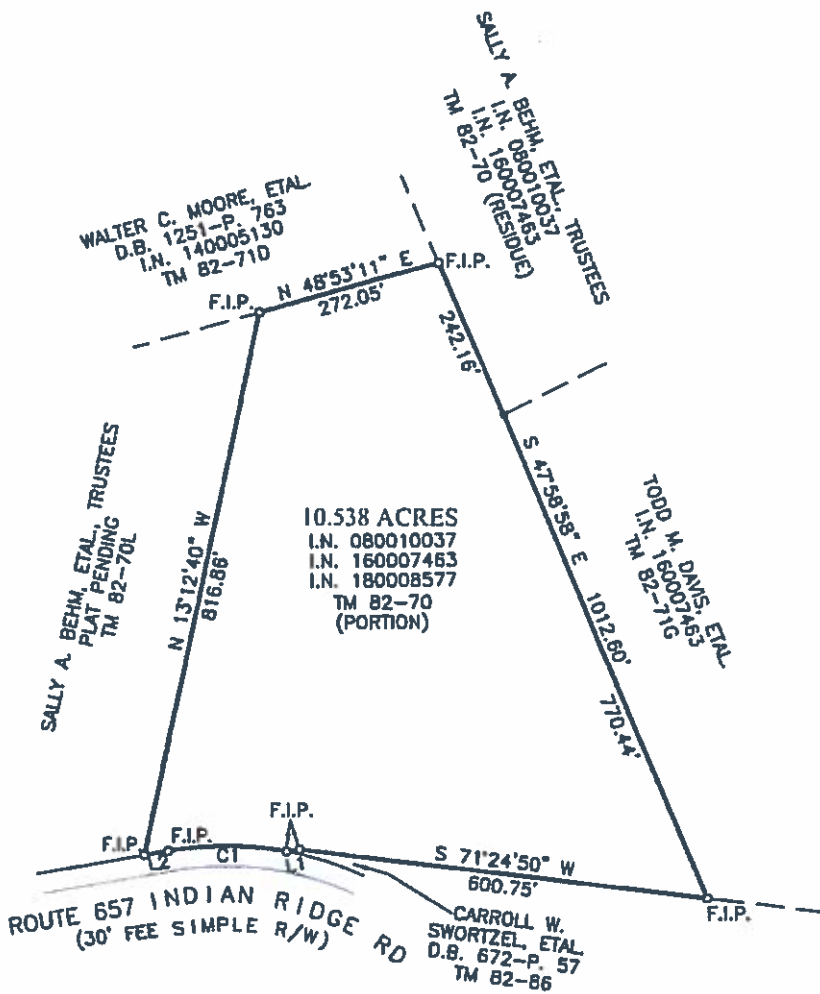 SALLY A. BEHM, ETAL., TRUSTEES
I.N. 080010037
I.N. 160007463
TM 82-70 (RESIDUE)
WALTER C. MOORE, ETAL.
D.B. 1251-P. 763
I.N. 140005130
TM 82-71D
F.I.P.
N 48°53'11" E
272.05'
F.I.P.
242.16'
SALLY A. BEHM, ETAL., TRUSTEES
PLAT PENDING
TM 82-70L
N 13°12'40" W
816.86'
10.538 ACRES
I.N. 080010037
I.N. 160007463
I.N. 180008577
TM 82-70
(PORTION)
S 47°58'58" E 1012.60'
770.44'
TODD M. DAVIS, ETAL.
I.N. 160007463
TM 82-71G
F.I.P.
L2
F.I.P.
C1
F.I.P.
L1
S 71°24'50" W
600.75'
F.I.P.
ROUTE 657 INDIAN RIDGE RD
(30' FEE SIMPLE R/W)
CARROLL W.
SWORTZEL, ETAL.
D.B. 672-P. 57
TM 82-86